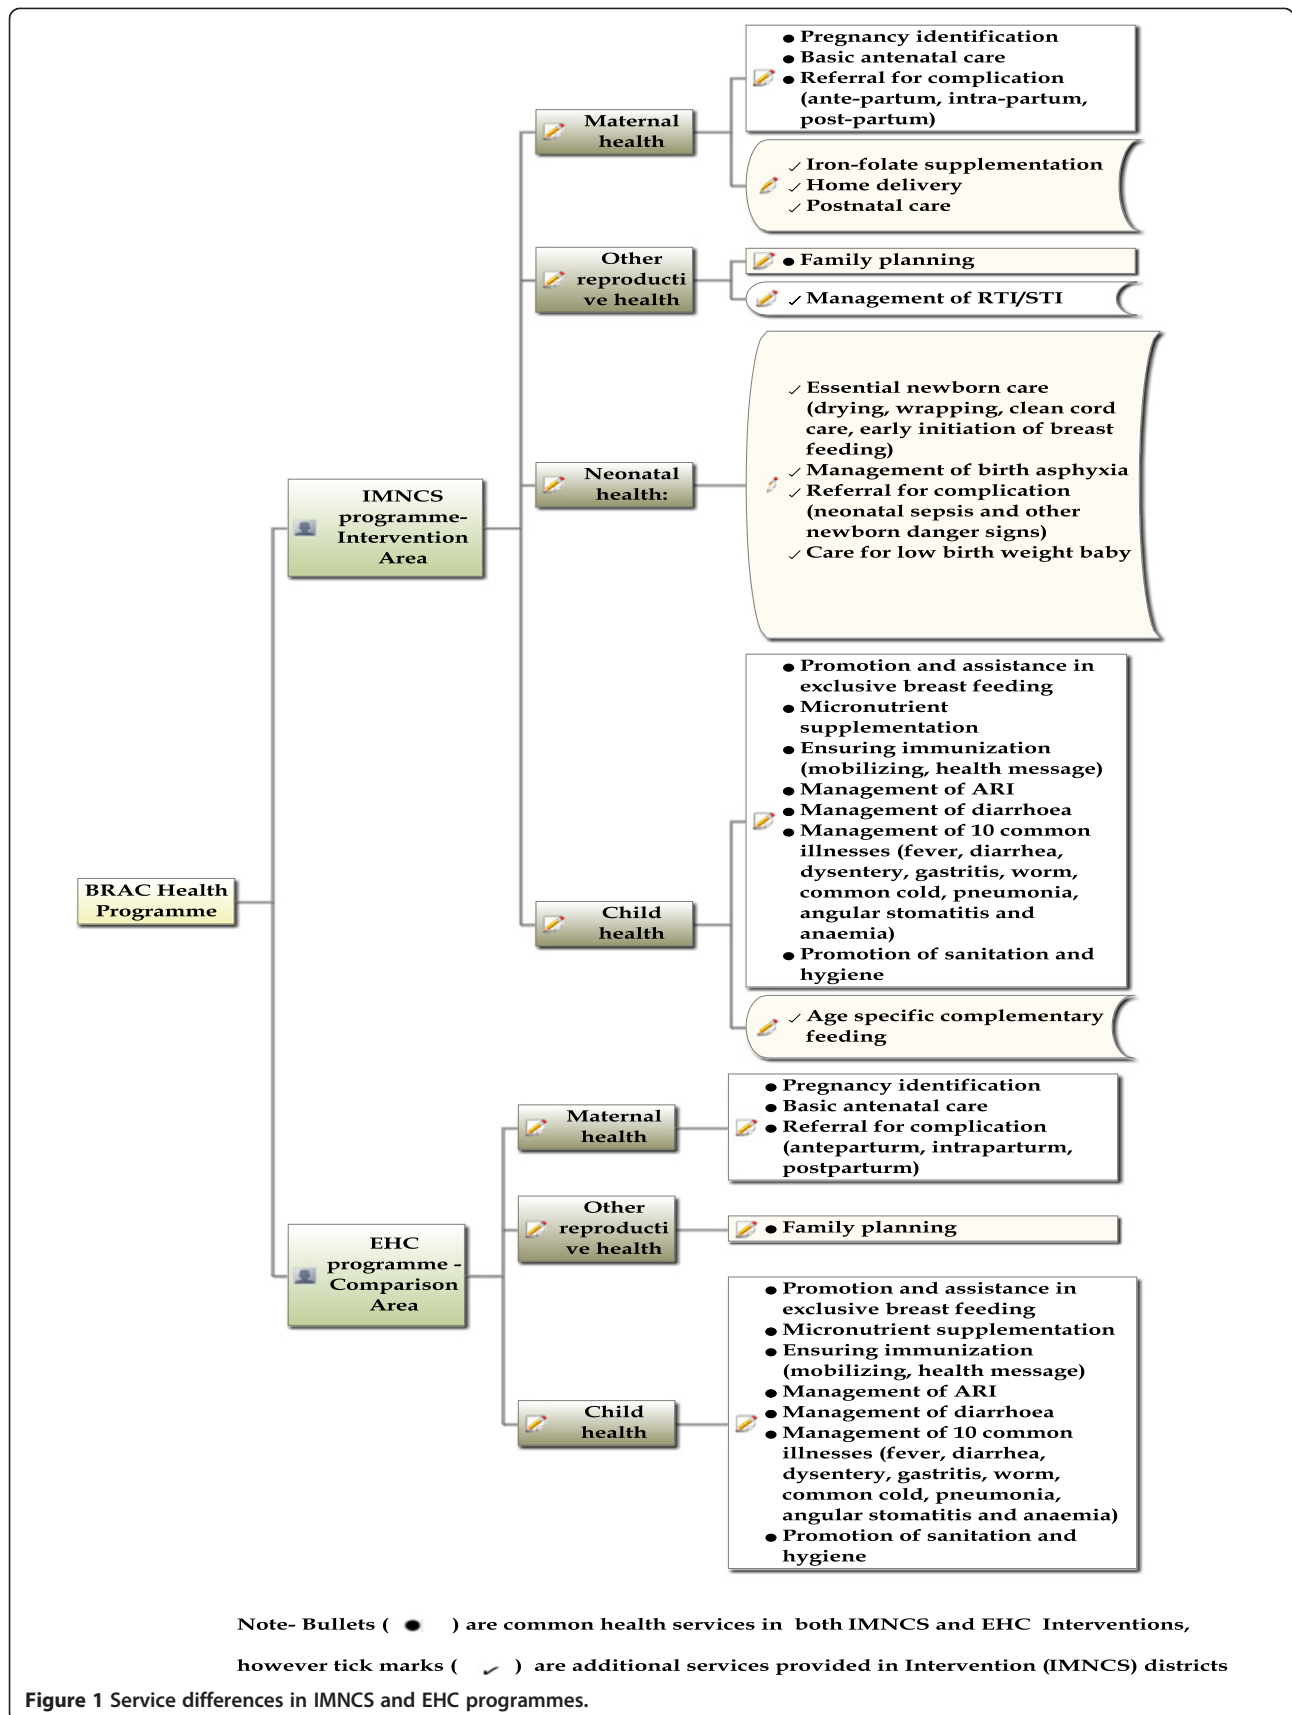 ● Pregnancy identification
● Basic antenatal care
● Referral for complication
(ante-partum, intra-partum,
post-partum)
Maternal
health
✓ Iron-folate supplementation
✓ Home delivery
✓ Postnatal care
Other
reproducti
ve health
● Family planning
✓ Management of RTI/STI
✓ Essential newborn care
(drying, wrapping, clean cord
care, early initiation of breast
feeding)
✓ Management of birth asphyxia
✓ Referral for complication
(neonatal sepsis and other
newborn danger signs)
✓ Care for low birth weight baby
Neonatal
health:
IMNCS
programme-
Intervention
Area
● Promotion and assistance in
exclusive breast feeding
● Micronutrient
supplementation
● Ensuring immunization
(mobilizing, health message)
● Management of ARI
● Management of diarrhoea
● Management of 10 common
illnesses (fever, diarrhea,
dysentery, gastritis, worm,
common cold, pneumonia,
angular stomatitis and
anaemia)
● Promotion of sanitation and
hygiene
BRAC Health
Programme
Child
health
✓ Age specific complementary
feeding
● Pregnancy identification
● Basic antenatal care
● Referral for complication
(anteparturm, intraparturm,
postparturm)
Maternal
health
Other
reproducti
ve health
● Family planning
EHC
programme -
Comparison
Area
● Promotion and assistance in
exclusive breast feeding
● Micronutrient supplementation
● Ensuring immunization
(mobilizing, health message)
● Management of ARI
● Management of diarrhoea
● Management of 10 common
illnesses (fever, diarrhea,
dysentery, gastritis, worm,
common cold, pneumonia,
angular stomatitis and anaemia)
● Promotion of sanitation and
hygiene
Child
health
Note- Bullets ( ● ) are common health services in both IMNCS and EHC Interventions,
however tick marks ( ✓ ) are additional services provided in Intervention (IMNCS) districts
Figure 1 Service differences in IMNCS and EHC programmes.